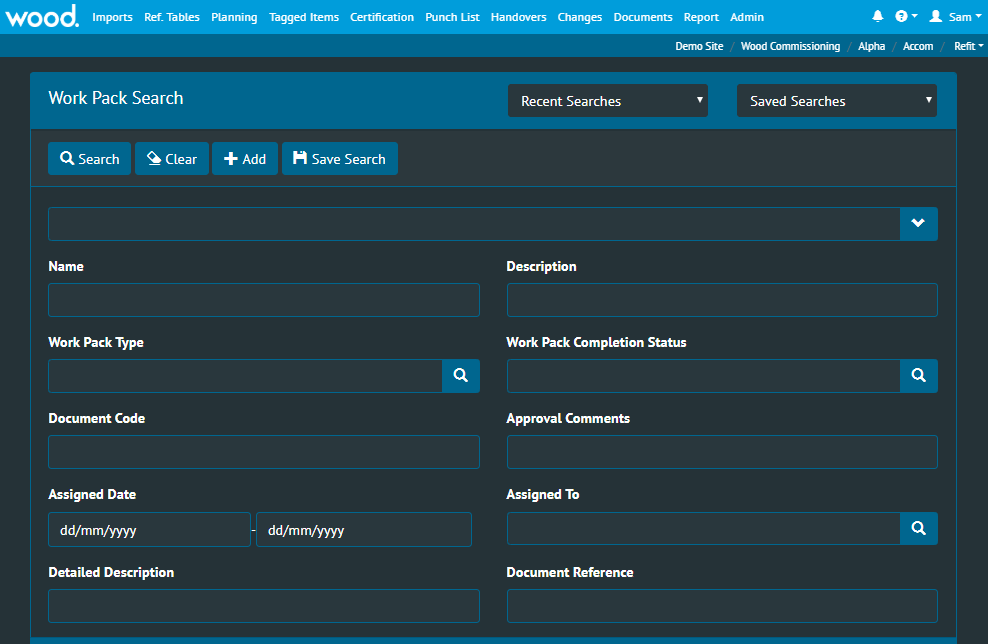 wood. Imports Ref. Tables Planning Tagged Items Certification Punch List Handovers Changes Documents Report Admin ? Sam
Demo Site / Wood Commissioning / Alpha / Accom / Refit
Work Pack Search Recent Searches Saved Searches
Search Clear Add Save Search
Name Description
Work Pack Type Work Pack Completion Status
Document Code Approval Comments
Assigned Date Assigned To
dd/mm/yyyy - dd/mm/yyyy
Detailed Description Document Reference